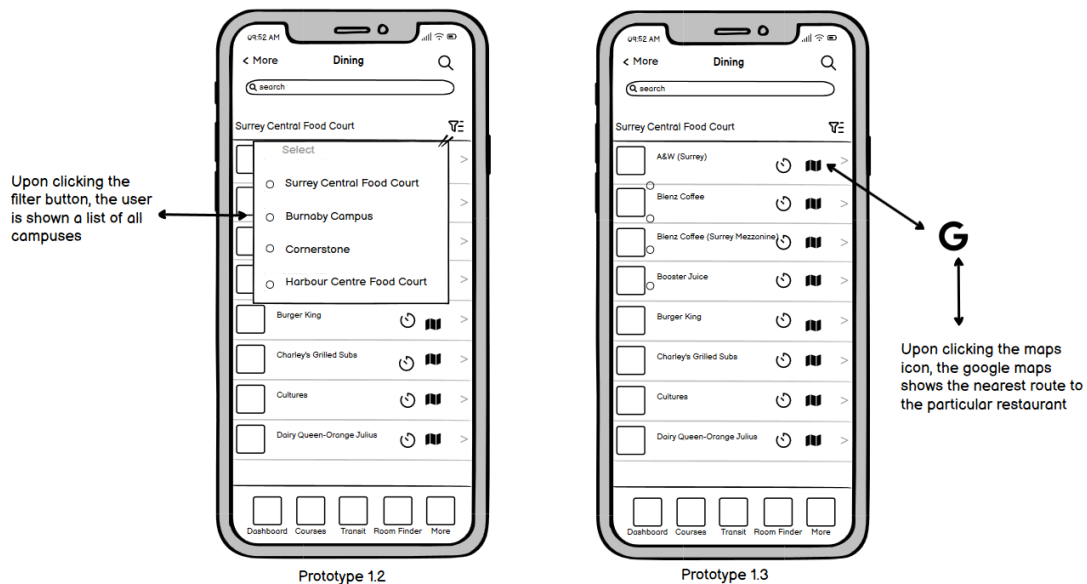 09:52 AM
< More
Dining
search
Surrey Central Food Court
Select
Surrey Central Food Court
Burnaby Campus
Cornerstone
Harbour Centre Food Court
Burger King
Charley's Grilled Subs
Cultures
Dairy Queen-Orange Julius
Dashboard
Courses
Transit
Room Finder
More
Prototype 1.2
Upon clicking the
filter button, the user
is shown a list of all
campuses
09:52 AM
< More
Dining
search
Surrey Central Food Court
A&W (Surrey)
Blenz Coffee
Blenz Coffee (Surrey Mezzanine)
Booster Juice
Burger King
Charley's Grilled Subs
Cultures
Dairy Queen-Orange Julius
Dashboard
Courses
Transit
Room Finder
More
Prototype 1.3
G
Upon clicking the maps
icon, the google maps
shows the nearest route to
the particular restaurant